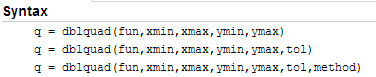 Syntax
q = dblquad(fun,xmin,xmax,ymin,ymax)
q = dblquad(fun,xmin,xmax,ymin,ymax,tol)
q = dblquad(fun,xmin,xmax,ymin,ymax,tol,method)